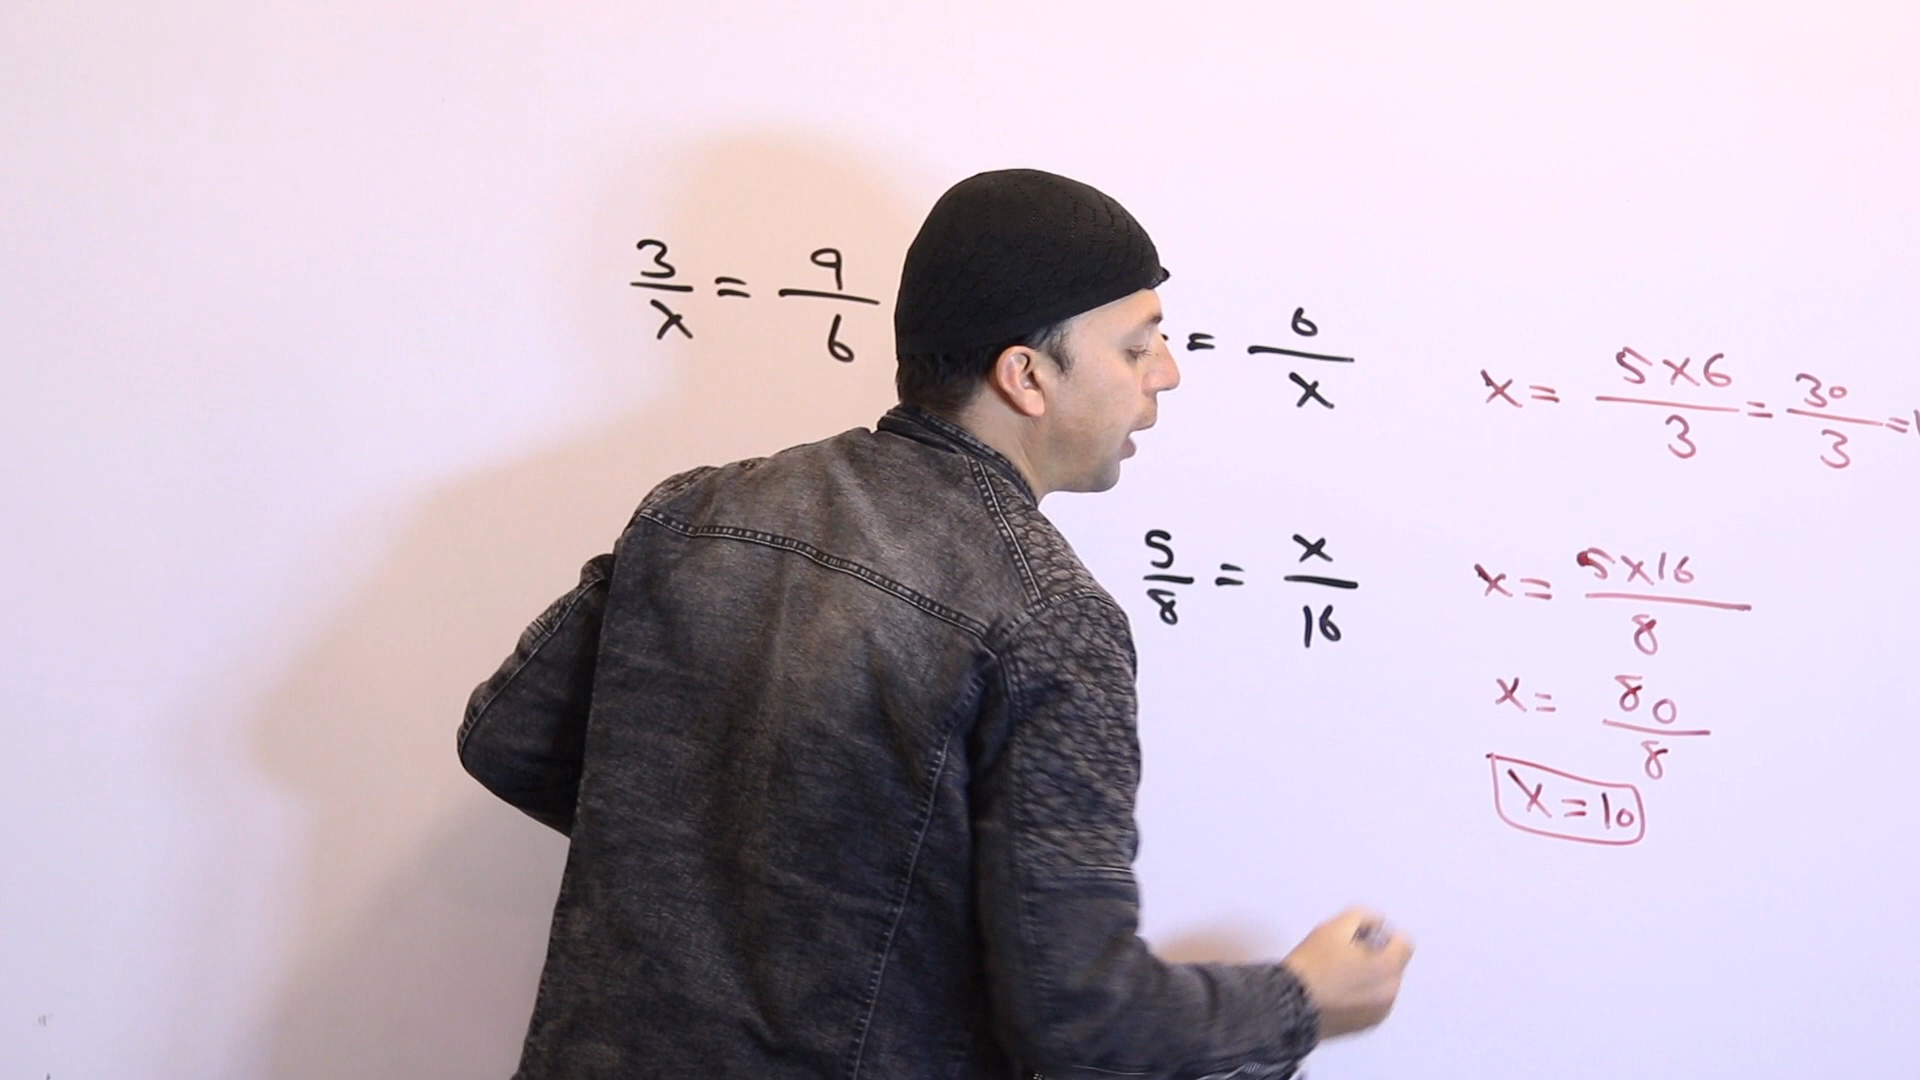 3/x = 9/6
= 6/x
x = 5x6/3 = 30/3 =
5/8 = x/16
x = 5x16/8
x = 80/8
x = 10